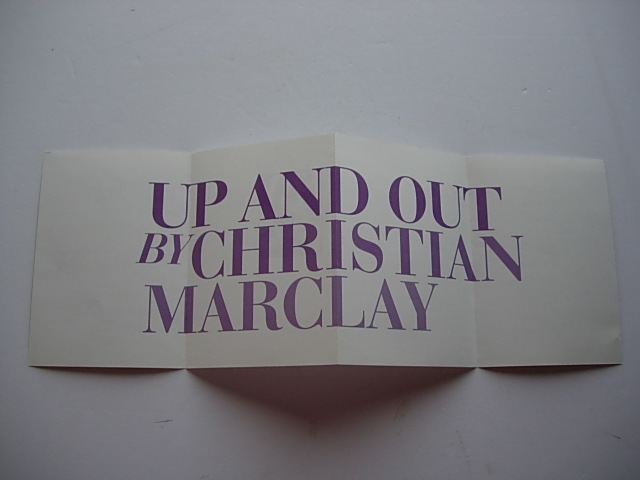 UP AND OUT
BY CHRISTIAN
MARCLAY